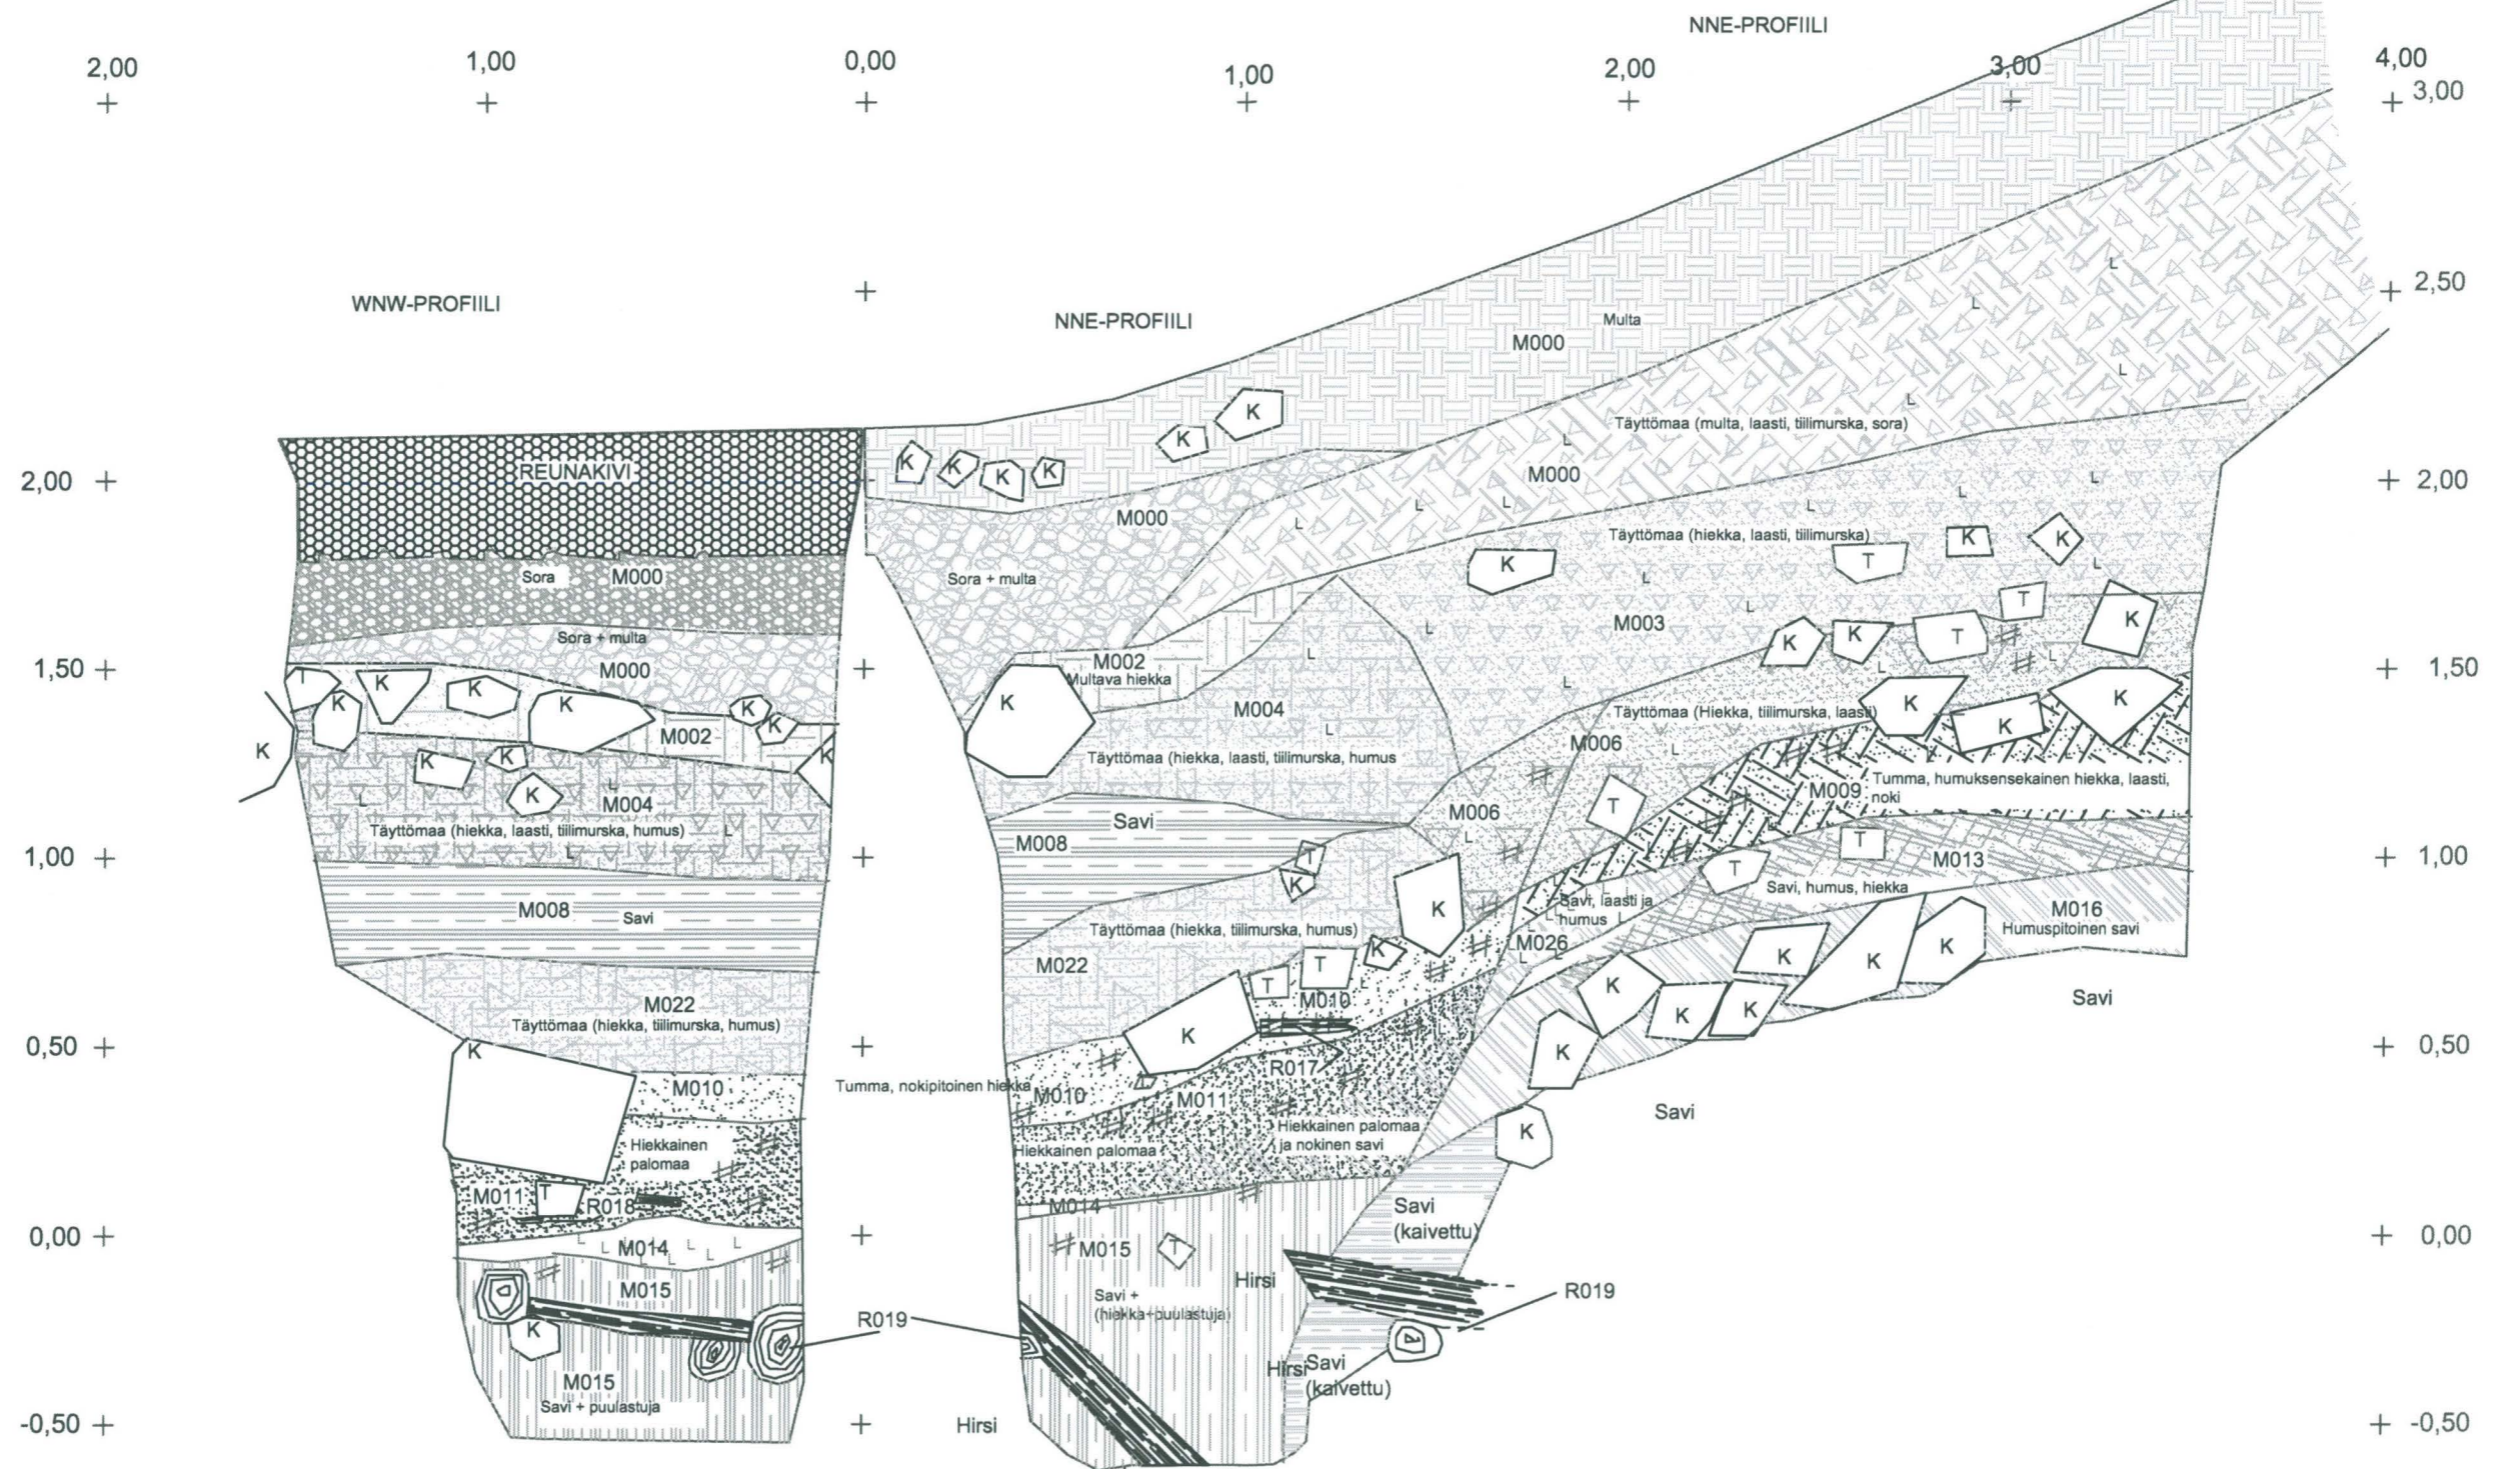 NNE-PROFIILI
2,00
1,00
0,00
1,00
2,00
3,00
4,00
3,00
2,50
WNW-PROFIILI
NNE-PROFIILI
Multa
M000
K
K
Täyttömaa (multa, laasti, tiilimurska, sora)
M000
2,00
REUNAKIVI
K
K
K
K
M000
2,00
L
L
L
L
L
L
L
L
L
L
L
L
Täyttömaa (hiekka, laasti, tiilimurska)
K
T
K
K
Sora
M000
Sora + multa
L
L
L
M003
T
K
Sora + multa
M000
1,50
M002
Multava hiekka
K
K
T
L
L
1,50
T
K
K
K
K
K
K
K
M002
K
M004
L
L
L
Täyttömaa (Hiekka, tiilimurska, laasti)
K
K
K
M006
L
K
K
K
K
K
L
L
M004
Täyttömaa (hiekka, laasti, tiilimurska, humus)
L
L
Täyttömaa (hiekka, laasti, tiilimurska, humus
M009
Tumma, humuksensekainen hiekka, laasti,
noki
T
M006
L
1,00
Savi
M008
T
K
T
T
M013
Savi, humus, hiekka
1,00
M008
Savi
K
Savi, laasti ja
humus
M016
Humuspitoinen savi
Täyttömaa (hiekka, tiilimurska, humus)
M022
M026
K
K
K
K
T
T
L
M010
K
K
K
Savi
M022
Täyttömaa (hiekka, tiilimurska, humus)
0,50
K
K
R017
K
0,50
M010
Tumma, nokipitoinen hiekka
M010
L
M011
Savi
Hiekkainen
palomaa
Hiekkainen palomaa
Hiekkainen palomaa
ja nokinen savi
K
M011
T
R018
M014
Savi
(kaivettu)
0,00
L
L
M014
L
L
L
L
M015
T
0,00
M015
Hirsi
Savi +
(hiekka+puulastuja)
R019
K
R019
Hirsi
Savi
(kaivettu)
M015
Savi + puulastuja
-0,50
Hirsi
-0,50